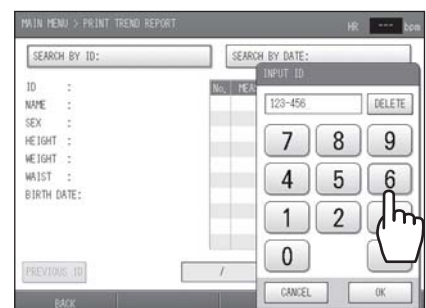 MAIN MENU > PRINT TREND REPORT
HR --- bpm
SEARCH BY ID:
SEARCH BY DATE:
ID :
NAME :
SEX :
HEIGHT :
WEIGHT :
WAIST :
BIRTH DATE:
No.
INPUT ID
123-456
DELETE
7 8 9
4 5 6
1 2
0
PREVIOUS ID
/
CANCEL
OK
BACK